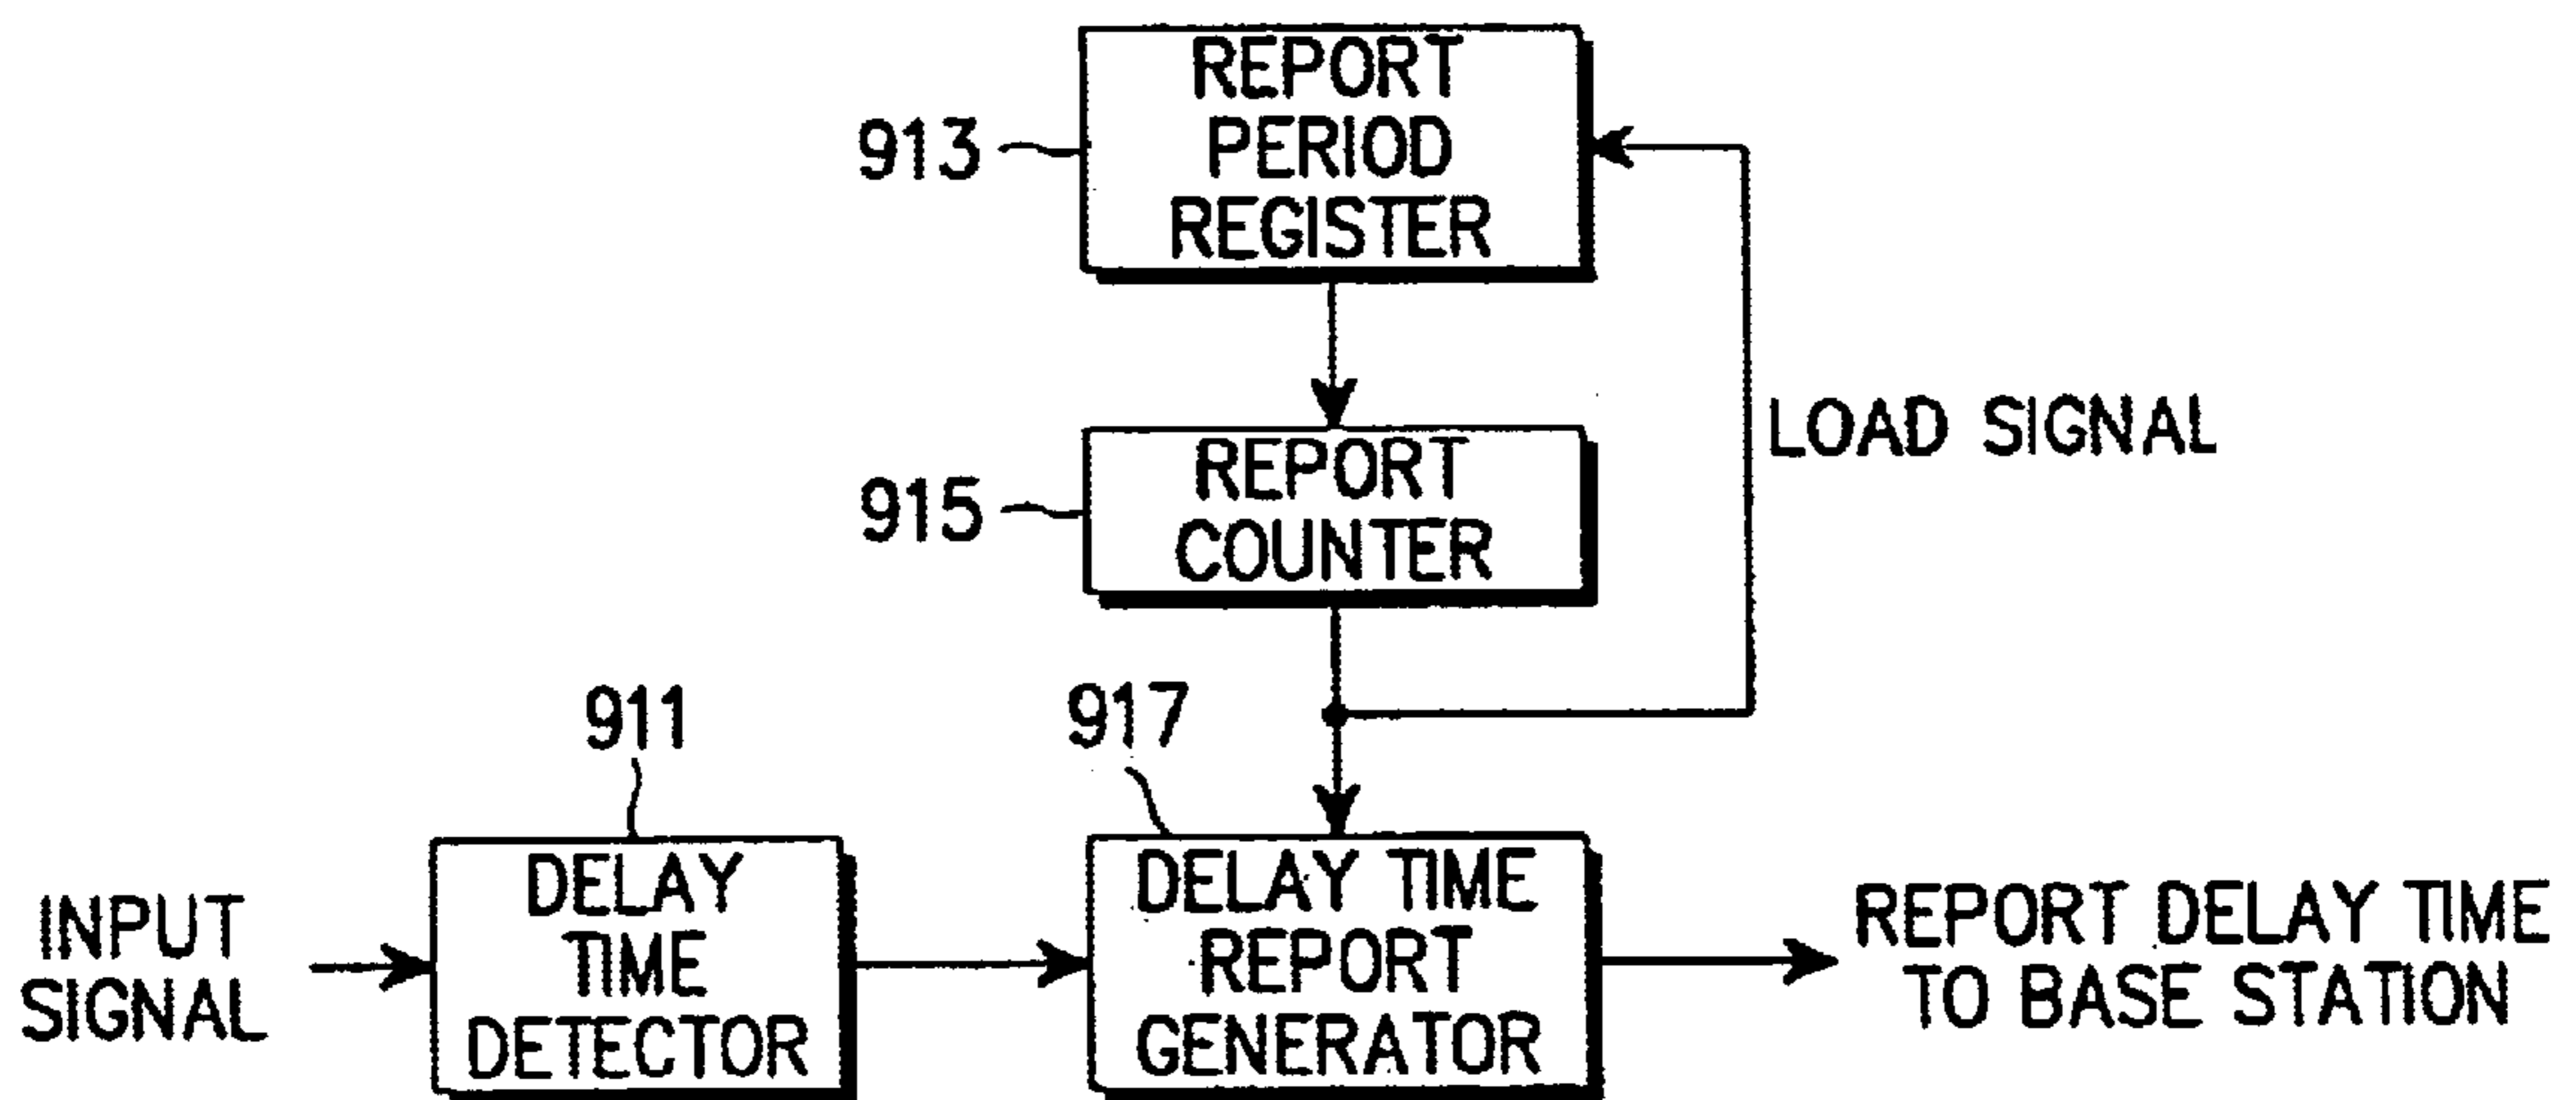 REPORT
PERIOD
REGISTER
913
LOAD SIGNAL
REPORT
COUNTER
915
911
917
INPUT
SIGNAL
DELAY
TIME
DETECTOR
DELAY TIME
REPORT
GENERATOR
REPORT DELAY TIME
TO BASE STATION